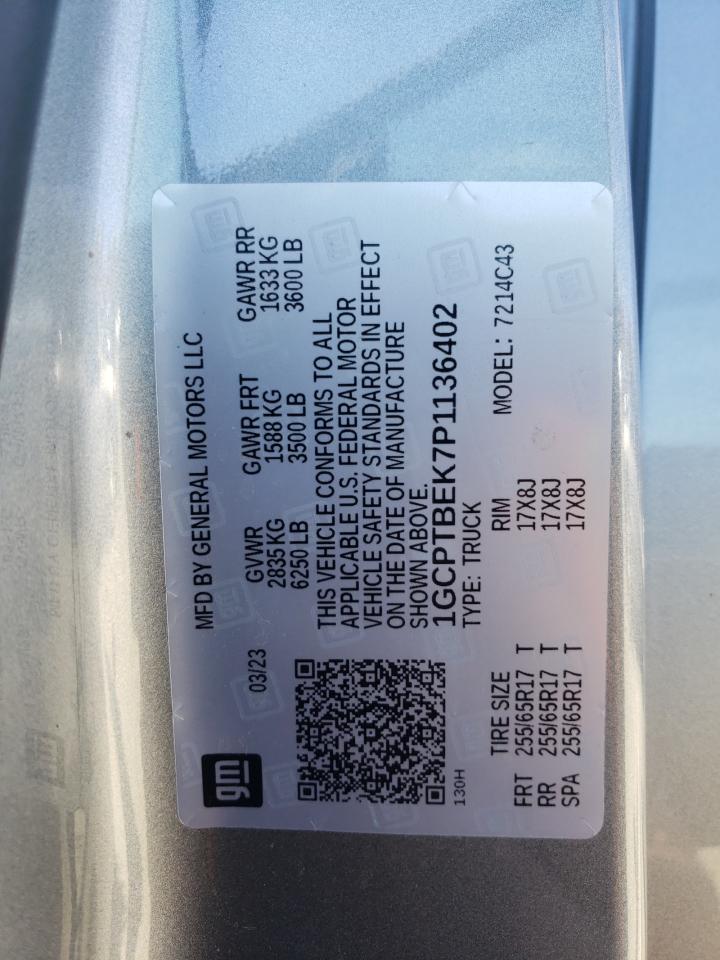 gm
03/23
MFD BY GENERAL MOTORS LLC
GVWR GAWR FRT GAWR RR
2835 KG 1588 KG 1633 KG
6250 LB 3500 LB 3600 LB
THIS VEHICLE CONFORMS TO ALL
APPLICABLE U.S. FEDERAL MOTOR
VEHICLE SAFETY STANDARDS IN EFFECT
ON THE DATE OF MANUFACTURE
SHOWN ABOVE.
1GCPTBEK7P1136402
130H
TYPE: TRUCK MODEL: 7214C43
TIRE SIZE RIM
FRT 255/65R17 T 17X8J
RR 255/65R17 T 17X8J
SPA 255/65R17 T 17X8J